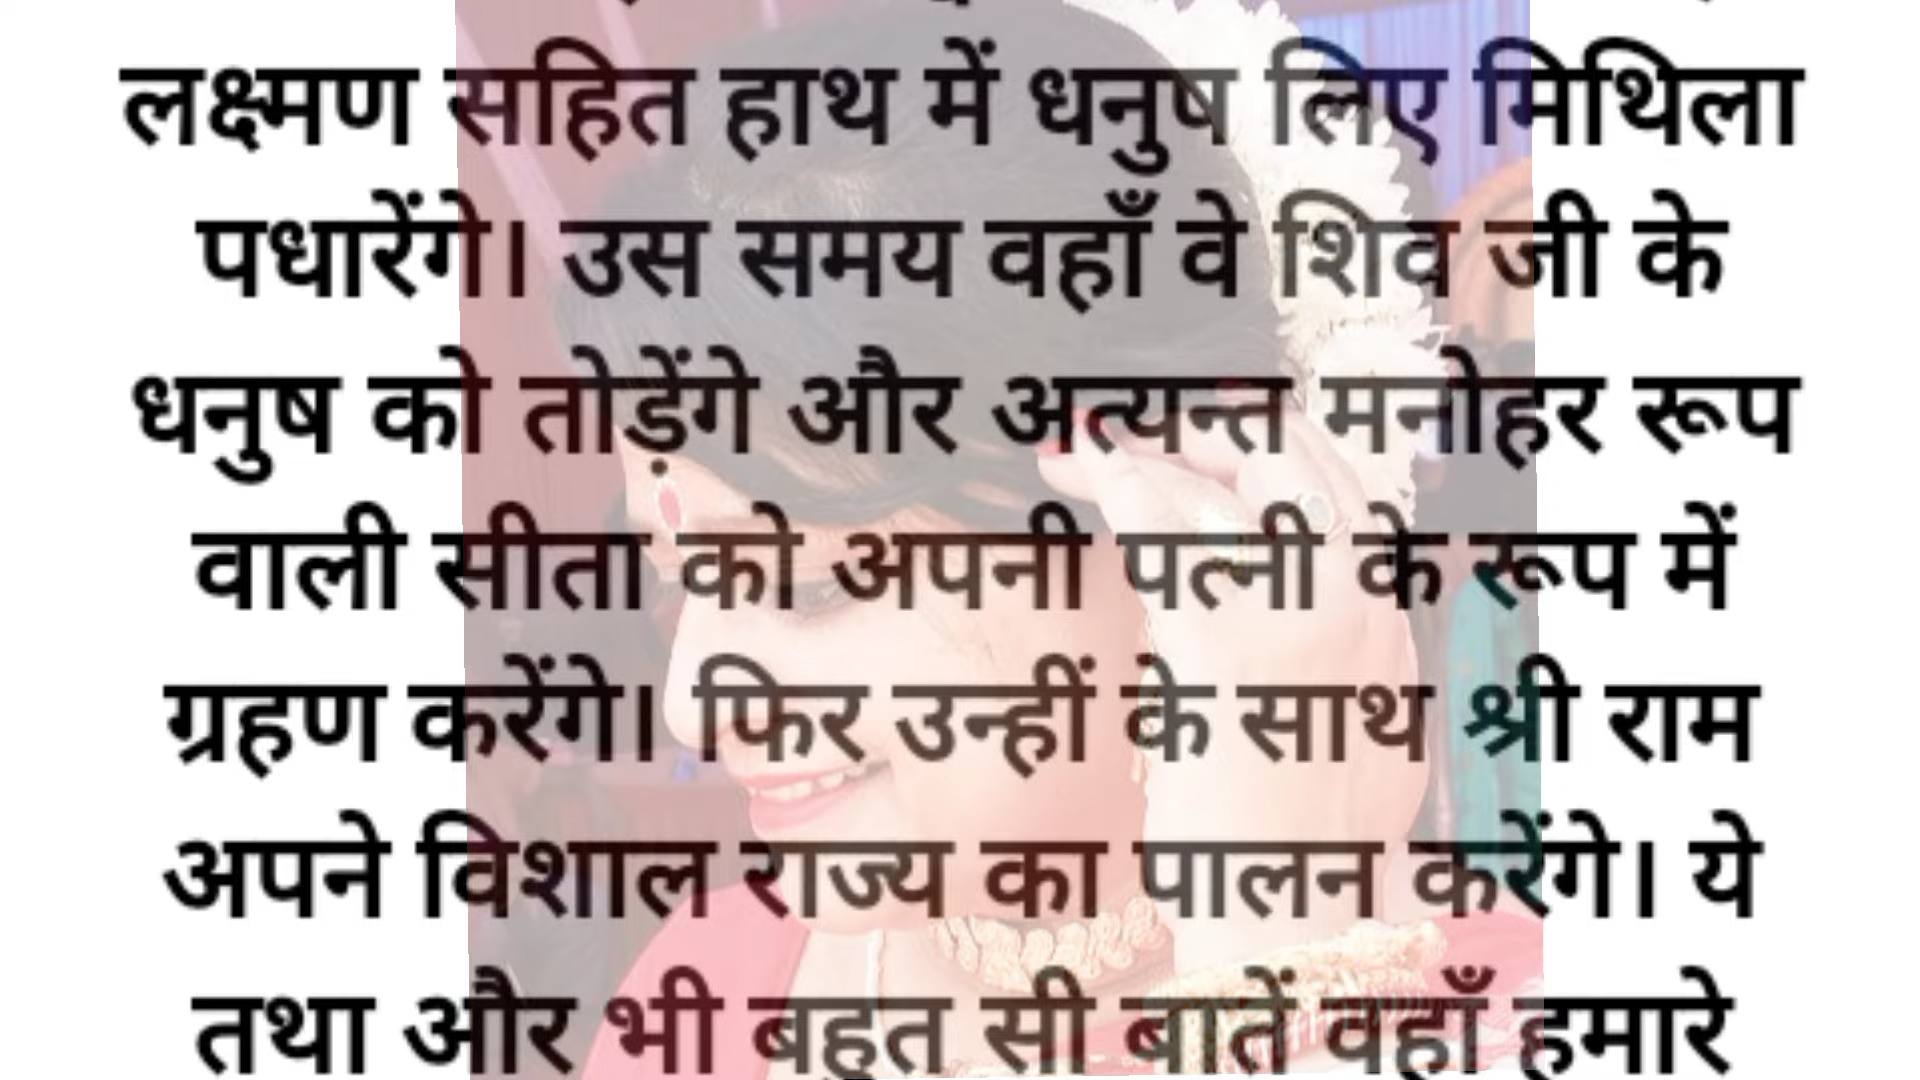 लक्ष्मण सहित हाथ में धनुष लिए मिथिला
पधारेंगे। उस समय वहाँ वे शिव जी के
धनुष को तोड़ेंगे और अत्यन्त मनोहर रूप
वाली सीता को अपनी पत्नी के रूप में
ग्रहण करेंगे। फिर उन्हीं के साथ श्री राम
अपने विशाल राज्य का पालन करेंगे। ये
तथा और भी बहुत सी बातें वहाँ हमारे